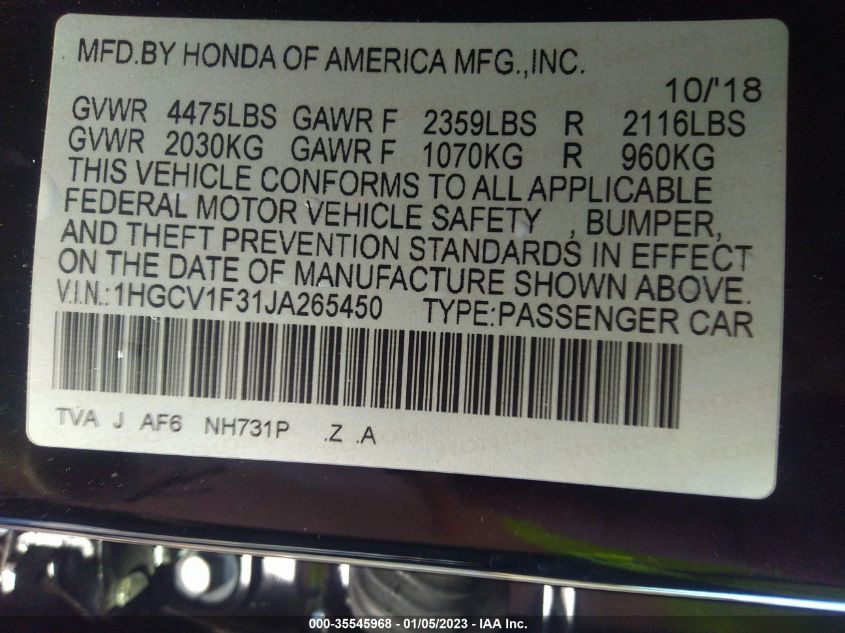 MFD.BY HONDA OF AMERICA MFG.,INC.
10/'18
GVWR 4475LBS GAWR F 2359LBS R 2116LBS
GVWR 2030KG GAWR F 1070KG R 960KG
THIS VEHICLE CONFORMS TO ALL APPLICABLE
FEDERAL MOTOR VEHICLE SAFETY , BUMPER,
AND THEFT PREVENTION STANDARDS IN EFFECT
ON THE DATE OF MANUFACTURE SHOWN ABOVE.
V.I.N.:1HGCV1F31JA265450 TYPE:PASSENGER CAR
TVA J AF6 NH731P .Z .A
000-35545968 - 01/05/2023 - IAA Inc.